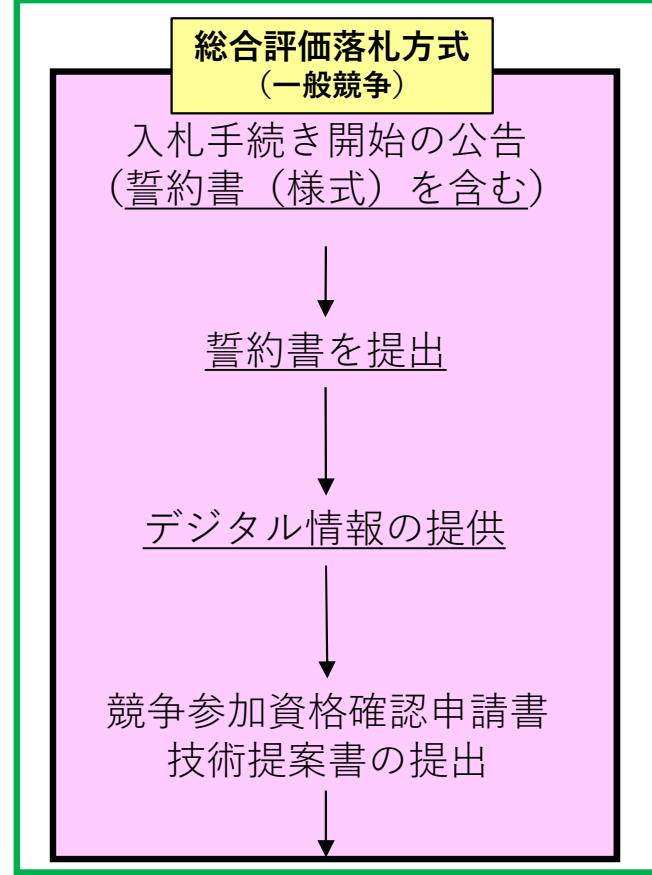 総合評価落札方式
（一般競争）
入札手続き開始の公告
（誓約書（様式）を含む）
誓約書を提出
デジタル情報の提供
競争参加資格確認申請書
技術提案書の提出